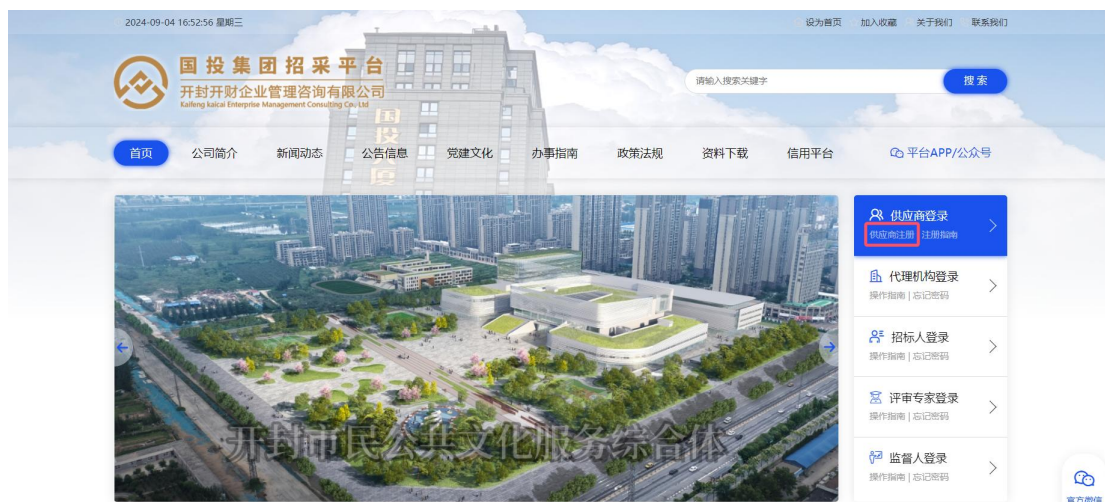 2024-09-04 16:52:56 星期三
设为首页 加入收藏 关于我们 联系我们
国投集团招采平台
开封开财企业管理咨询有限公司
Kaifeng kaicai Enterprise Management Consulting Co., Ltd
请输入搜索关键字
搜 索
国投大厦
首页 公司简介 新闻动态 公告信息 党建文化 办事指南 政策法规 资料下载 信用平台 平台APP/公众号
供应商登录
供应商注册 注册指南
代理机构登录
操作指南 | 忘记密码
招标人登录
操作指南 | 忘记密码
评审专家登录
操作指南 | 忘记密码
监督人登录
操作指南 | 忘记密码
开封市民公共文化服务综合体
官方微信